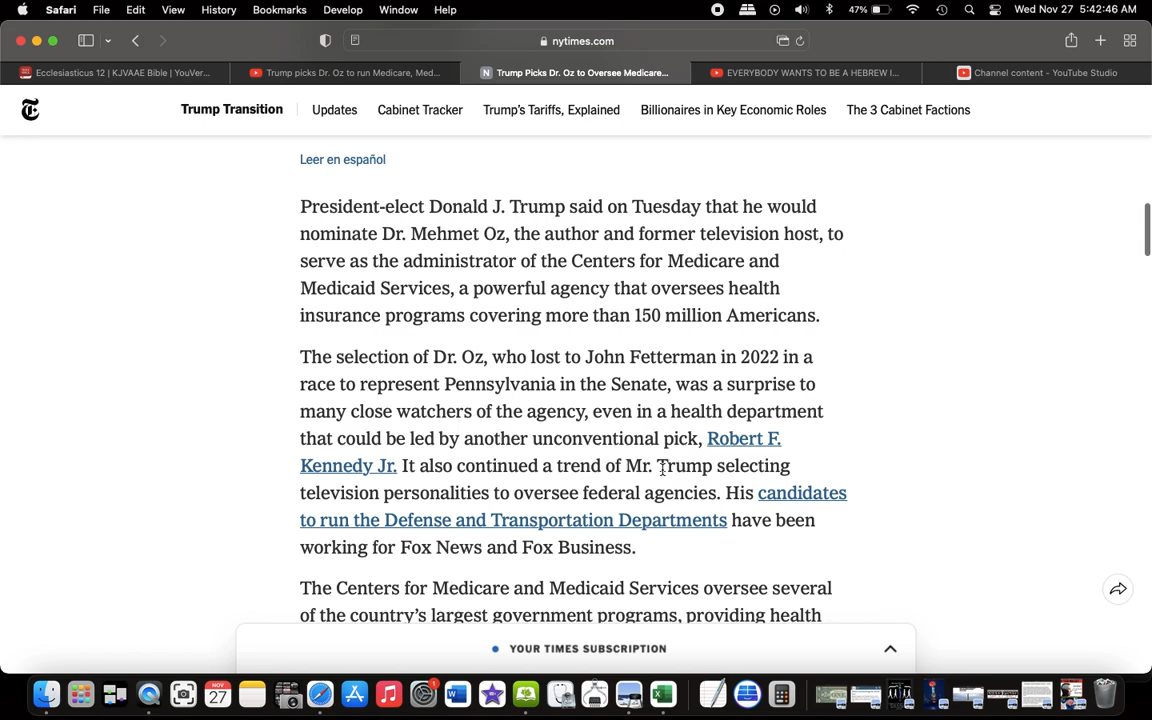 Safari File Edit View History Bookmarks Develop Window Help 47% Wed Nov 27 5:42:46 AM
nytimes.com
Ecclesiasticus 12 | KJVAAE Bible | YouVer... Trump picks Dr. Oz to run Medicare, Med... N Trump Picks Dr. Oz to Oversee Medicare... EVERYBODY WANTS TO BE A HEBREW I... Channel content - YouTube Studio
T Trump Transition Updates Cabinet Tracker Trump's Tariffs, Explained Billionaires in Key Economic Roles The 3 Cabinet Factions
Leer en español
President-elect Donald J. Trump said on Tuesday that he would
nominate Dr. Mehmet Oz, the author and former television host, to
serve as the administrator of the Centers for Medicare and
Medicaid Services, a powerful agency that oversees health
insurance programs covering more than 150 million Americans.
The selection of Dr. Oz, who lost to John Fetterman in 2022 in a
race to represent Pennsylvania in the Senate, was a surprise to
many close watchers of the agency, even in a health department
that could be led by another unconventional pick, Robert F.
Kennedy Jr. It also continued a trend of Mr. Trump selecting
television personalities to oversee federal agencies. His candidates
to run the Defense and Transportation Departments have been
working for Fox News and Fox Business.
The Centers for Medicare and Medicaid Services oversee several
of the country's largest government programs, providing health
YOUR TIMES SUBSCRIPTION
NOV
27
1